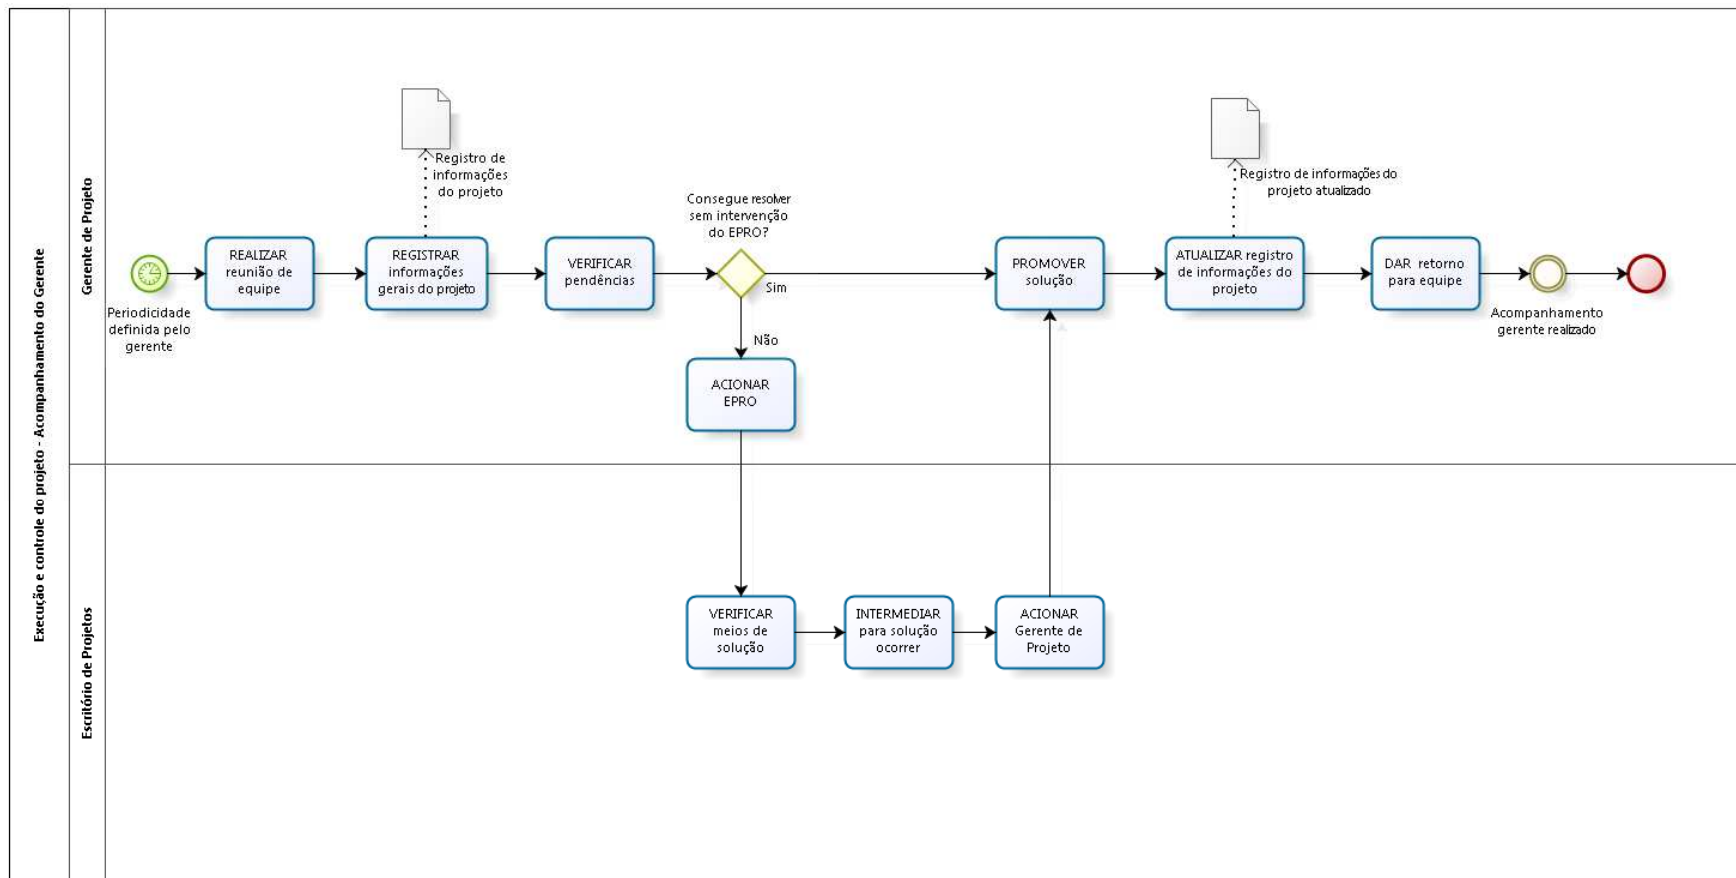 Execução e controle do projeto - Acompanhamento do Gerente
Gerente de Projeto
Periodicidade
definida pelo
gerente
REALIZAR
reunião de
equipe
Registro de
informações
do projeto
REGISTRAR
informações
gerais do projeto
VERIFICAR
pendências
Consegue resolver
sem intervenção
do EPRO?
Sim
Não
ACIONAR
EPRO
PROMOVER
solução
Registro de informações do
projeto atualizado
ATUALIZAR registro
de informações do
projeto
DAR retorno
para equipe
Acompanhamento
gerente realizado
Escritório de Projetos
VERIFICAR
meios de
solução
INTERMEDIAR
para solução
ocorrer
ACIONAR
Gerente de
Projeto